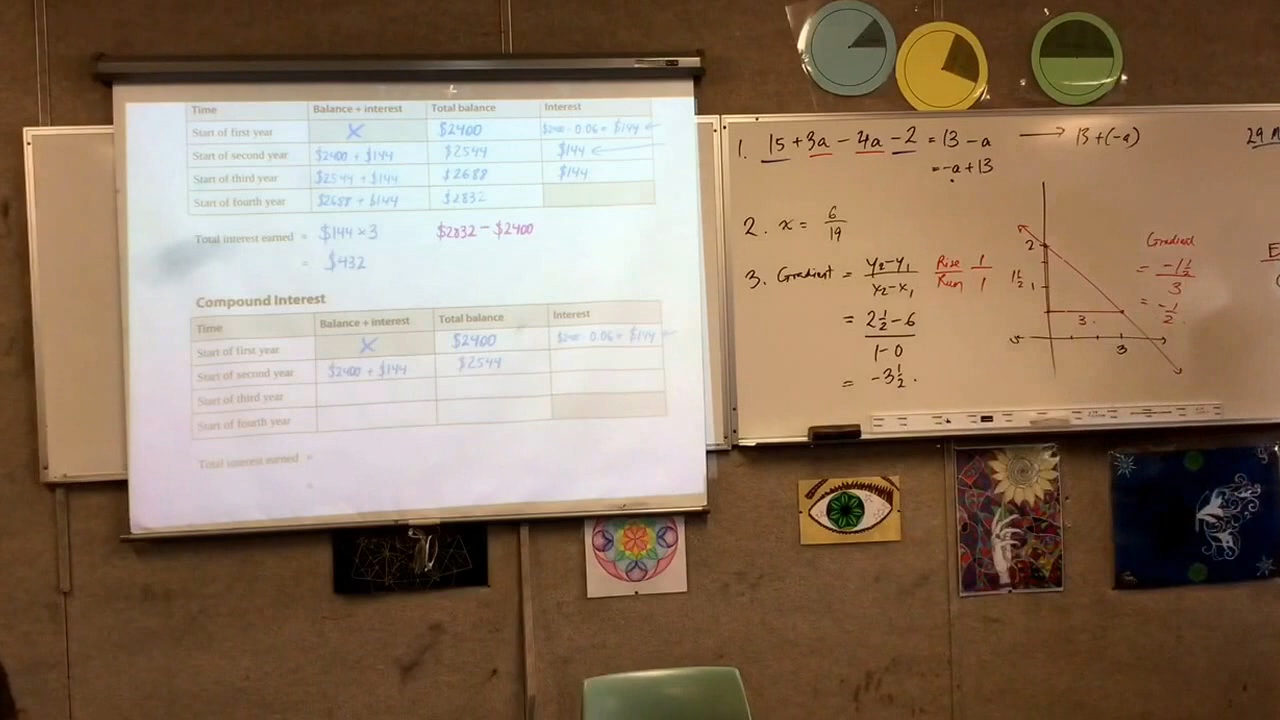 Time Balance + interest Total balance Interest
Start of first year X $2400 $2400 · 0.06 = $144
Start of second year $2400 + $144 $2544 $144
Start of third year $2544 + $144 $2688 $144
Start of fourth year $2688 + $144 $2832
Total interest earned = $144 × 3 $2832 - $2400
= $432
Compound Interest
Time Balance + interest Total balance Interest
Start of first year X $2400 $2400 0.06 = $144
Start of second year $2400 + $144 $2544
Start of third year
Start of fourth year
Total interest earned =
1. 15 + 3a - 4a - 2 = 13 - a → 13 + (-a)
= -a + 13
29
2. x = 6/19
3. Gradient = y₂-y₁/x₂-x₁ Rise/Run 1/1
= 2½ - 6/1 - 0
= -3½.
2
1½ 1
3.
3
Gradient
= -1½/3
= -½.